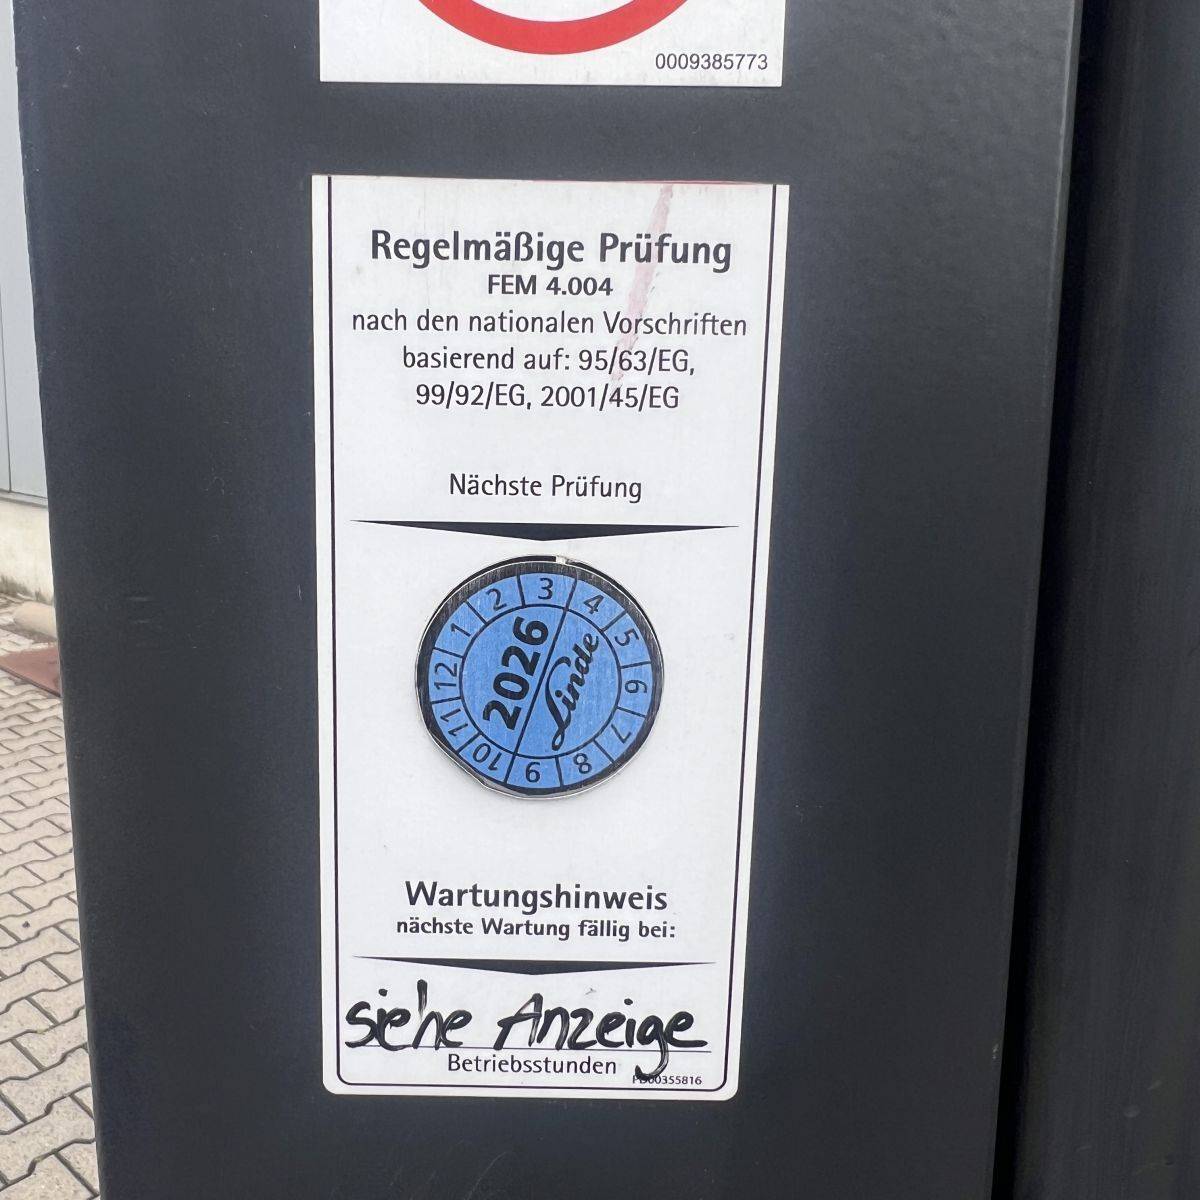 0009385773
Regelmäßige Prüfung
FEM 4.004
nach den nationalen Vorschriften
basierend auf: 95/63/EG,
99/92/EG, 2001/45/EG
Nächste Prüfung
1 2 3 4 5 6 7 8 9 10 11 12
2026
Linde
Wartungshinweis
nächste Wartung fällig bei:
siehe Anzeige
Betriebsstunden